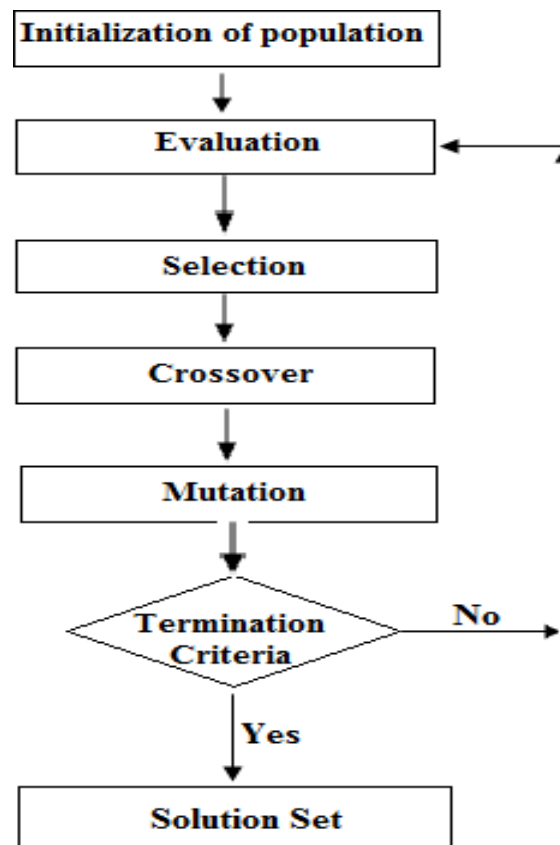 Initialization of population
Evaluation
Selection
Crossover
Mutation
Termination
Criteria
No
Yes
Solution Set